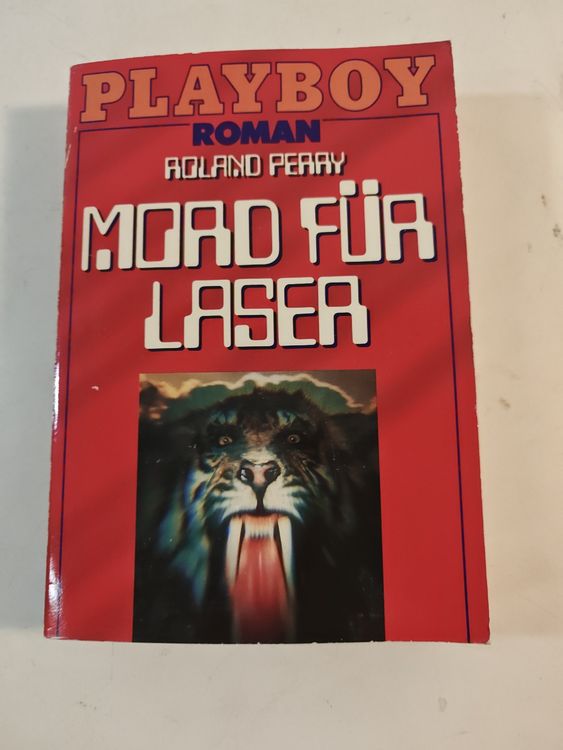 PLAYBOY
ROMAN
ROLAND PERRY
MORD FÜR
LASER